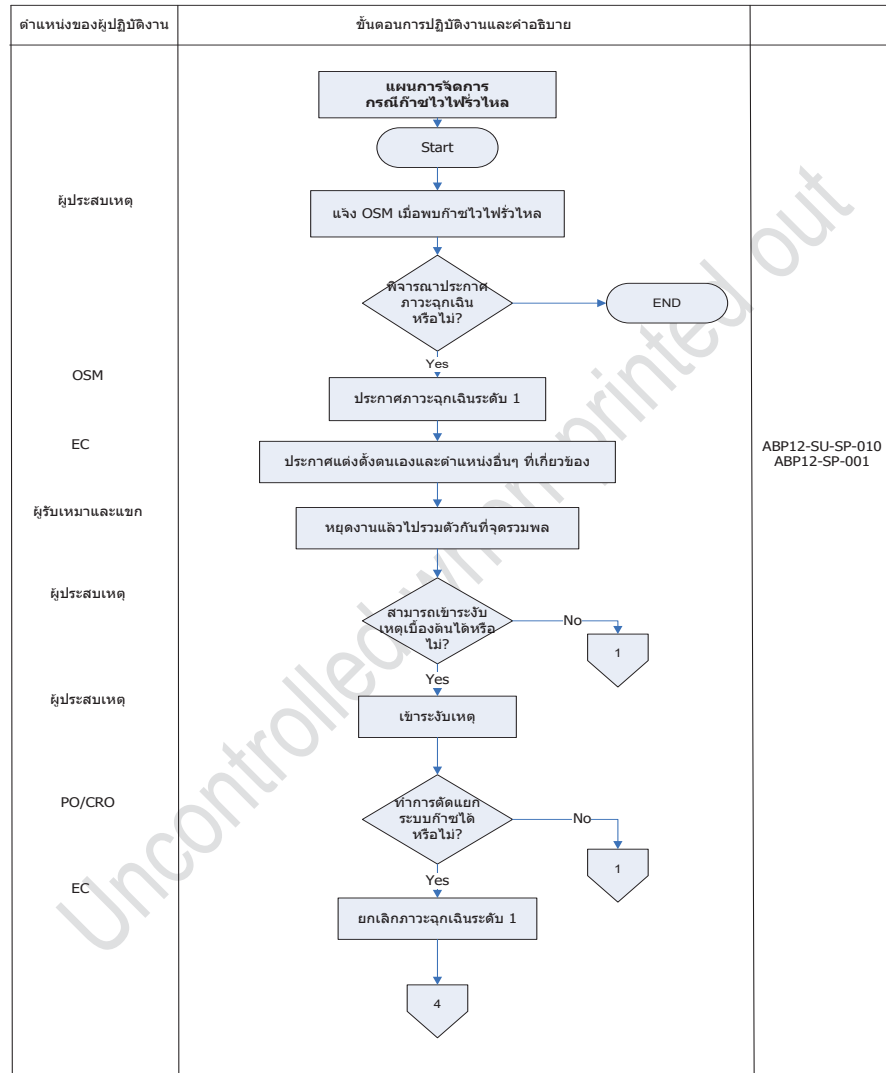 ตำแหน่งของผู้ปฏิบัติงาน
ขั้นตอนการปฏิบัติงานและคำอธิบาย
แผนการจัดการ
กรณีก๊าซไวไฟรั่วไหล
Start
ผู้ประสบเหตุ
แจ้ง OSM เมื่อพบก๊าซไวไฟรั่วไหล
พิจารณาประกาศ
ภาวะฉุกเฉิน
หรือไม่?
END
Yes
OSM
ประกาศภาวะฉุกเฉินระดับ 1
EC
ประกาศแต่งตั้งตนเองและตำแหน่งอื่นๆ ที่เกี่ยวข้อง
ABP12-SU-SP-010
ABP12-SP-001
ผู้รับเหมาและแขก
หยุดงานแล้วไปรวมตัวกันที่จุดรวมพล
ผู้ประสบเหตุ
สามารถเข้าระงับ
เหตุเบื้องต้นได้หรือ
ไม่?
No
1
Yes
ผู้ประสบเหตุ
เข้าระงับเหตุ
PO/CRO
ทำการตัดแยก
ระบบก๊าซได้
หรือไม่?
No
1
Yes
EC
ยกเลิกภาวะฉุกเฉินระดับ 1
4
Uncontrolled when printed out